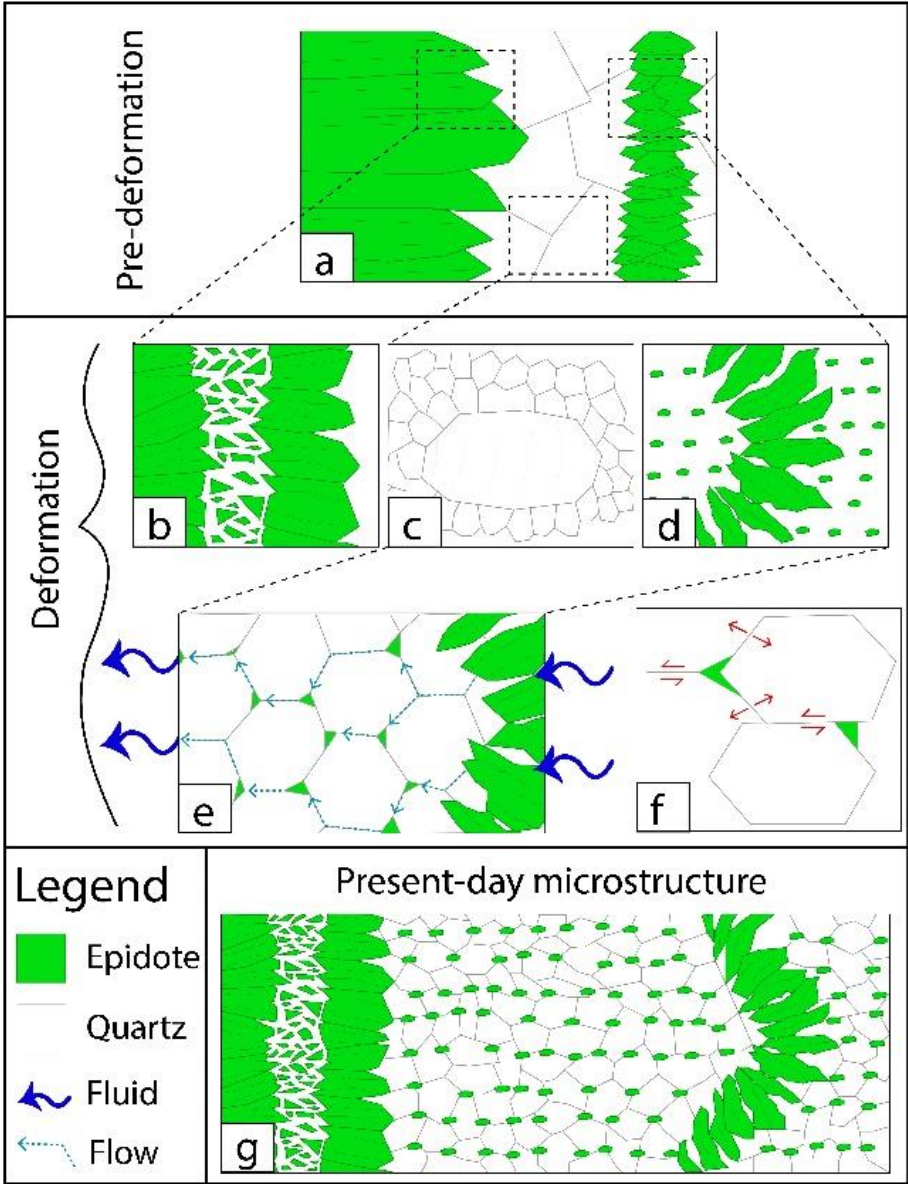 Pre-deformation
a
Deformation
b
c
d
e
f
Legend
Epidote
Quartz
Fluid
Flow
Present-day microstructure
g